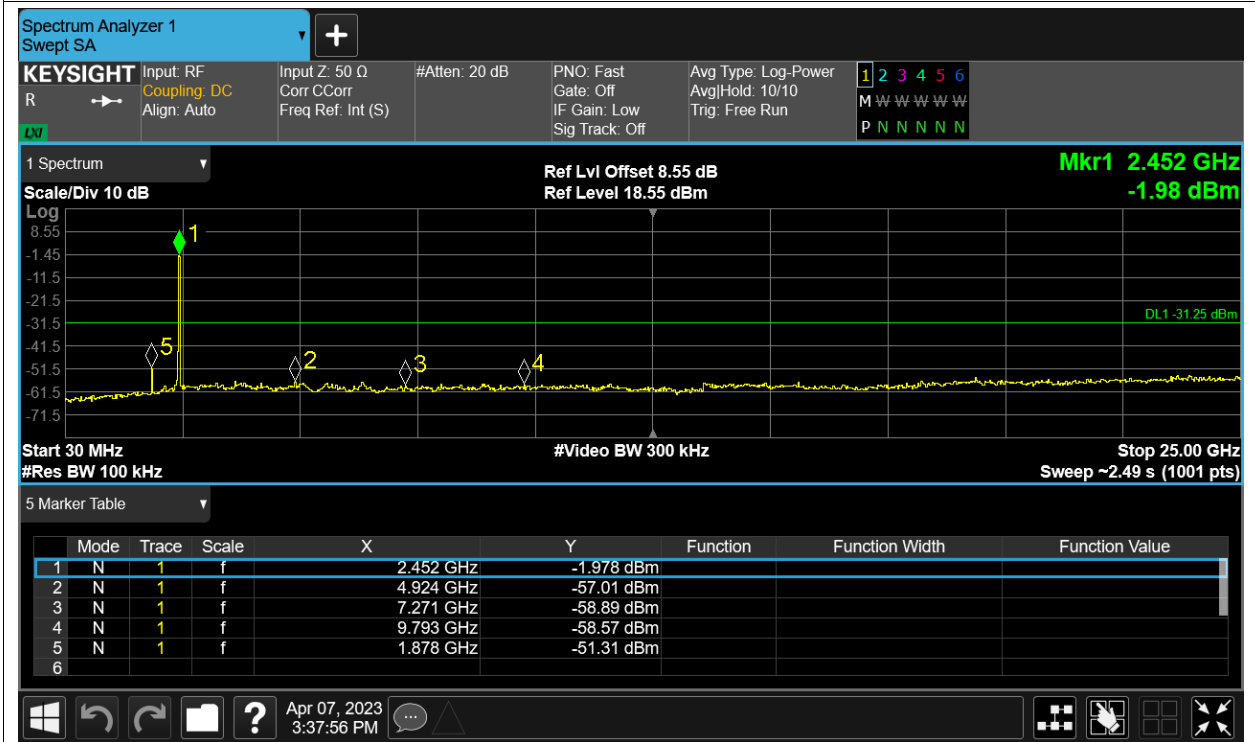 Spectrum Analyzer 1
Swept SA
KEYSIGHT Input: RF Input Z: 50 Ω #Atten: 20 dB PNO: Fast Avg Type: Log-Power 1 2 3 4 5 6
R Coupling: DC Corr CCorr Gate: Off Avg|Hold: 10/10 M W W W W W
Align: Auto Freq Ref: Int (S) IF Gain: Low Trig: Free Run
LXI Sig Track: Off P N N N N N
1 Spectrum Ref Lvl Offset 8.55 dB Mkr1 2.452 GHz
Scale/Div 10 dB Ref Level 18.55 dBm -1.98 dBm
Log
8.55 1
-1.45
-11.5
-21.5
-31.5 DL1 -31.25 dBm
-41.5 5 2 3 4
-51.5
-61.5
-71.5
Start 30 MHz #Video BW 300 kHz Stop 25.00 GHz
#Res BW 100 kHz Sweep ~2.49 s (1001 pts)
5 Marker Table
Mode Trace Scale X Y Function Function Width Function Value
1 N 1 f 2.452 GHz -1.978 dBm
2 N 1 f 4.924 GHz -57.01 dBm
3 N 1 f 7.271 GHz -58.89 dBm
4 N 1 f 9.793 GHz -58.57 dBm
5 N 1 f 1.878 GHz -51.31 dBm
6
? Apr 07, 2023
3:37:56 PM